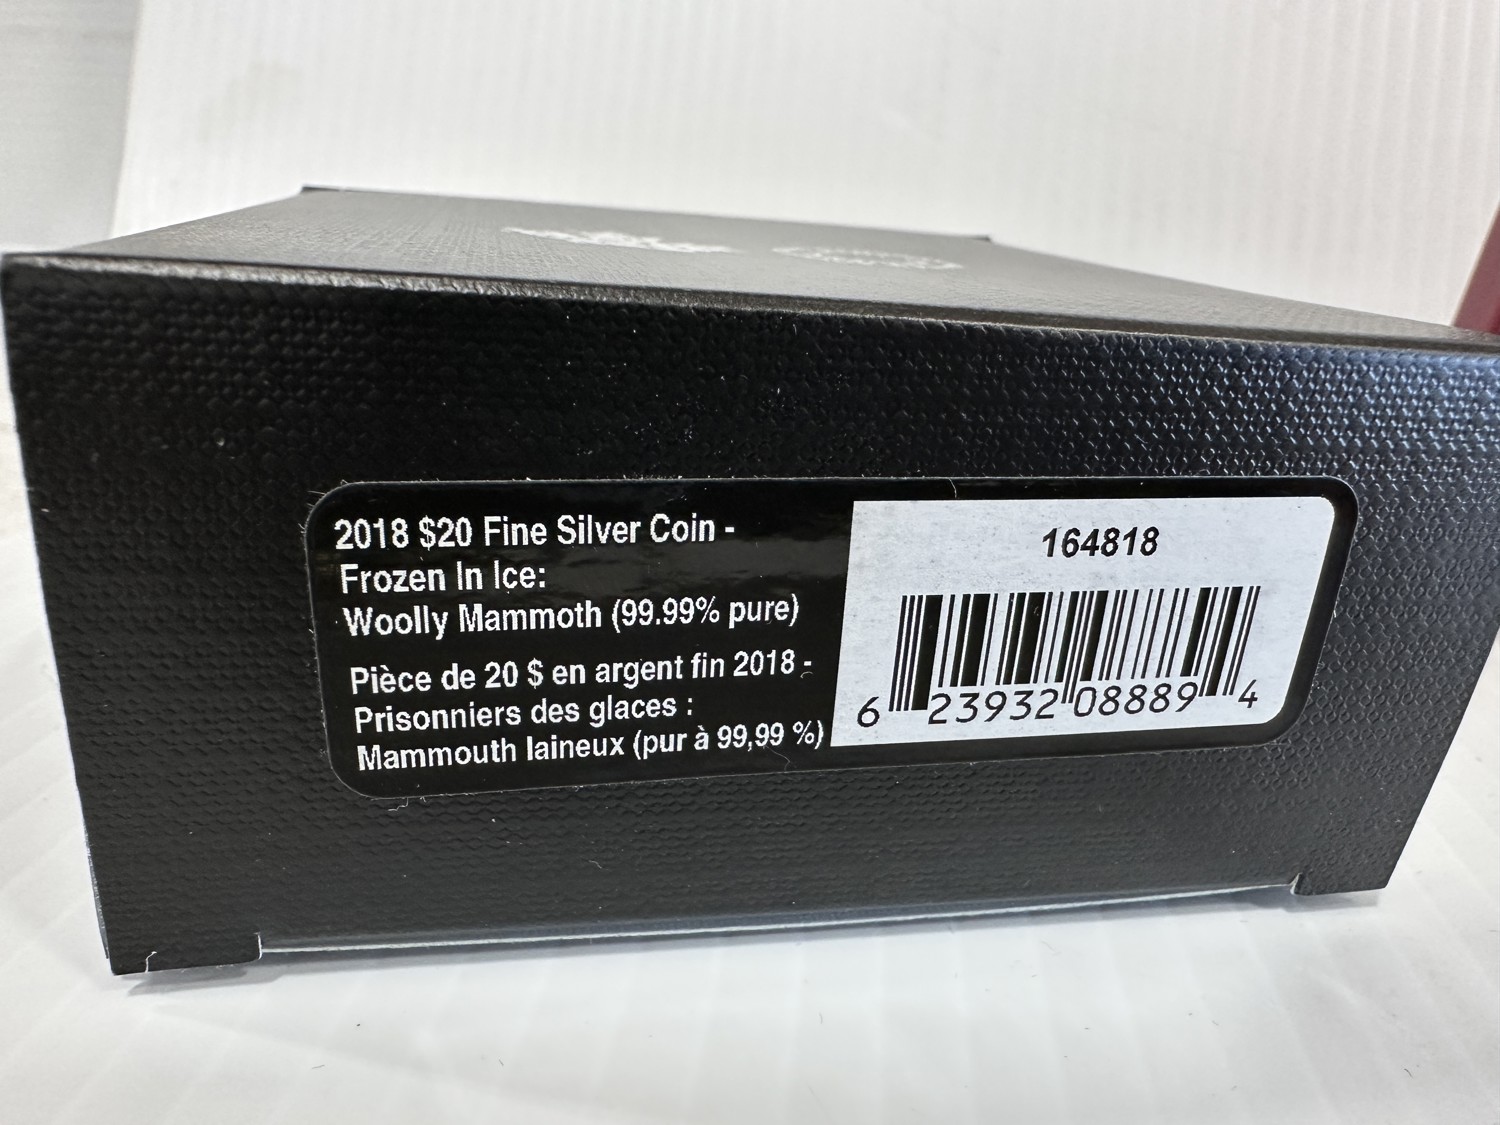 2018 $20 Fine Silver Coin -
Frozen In Ice:
Woolly Mammoth (99.99% pure)
Pièce de 20 $ en argent fin 2018 -
Prisonniers des glaces :
Mammouth laineux (pur à 99,99 %)
164818
6 23932 08889 4